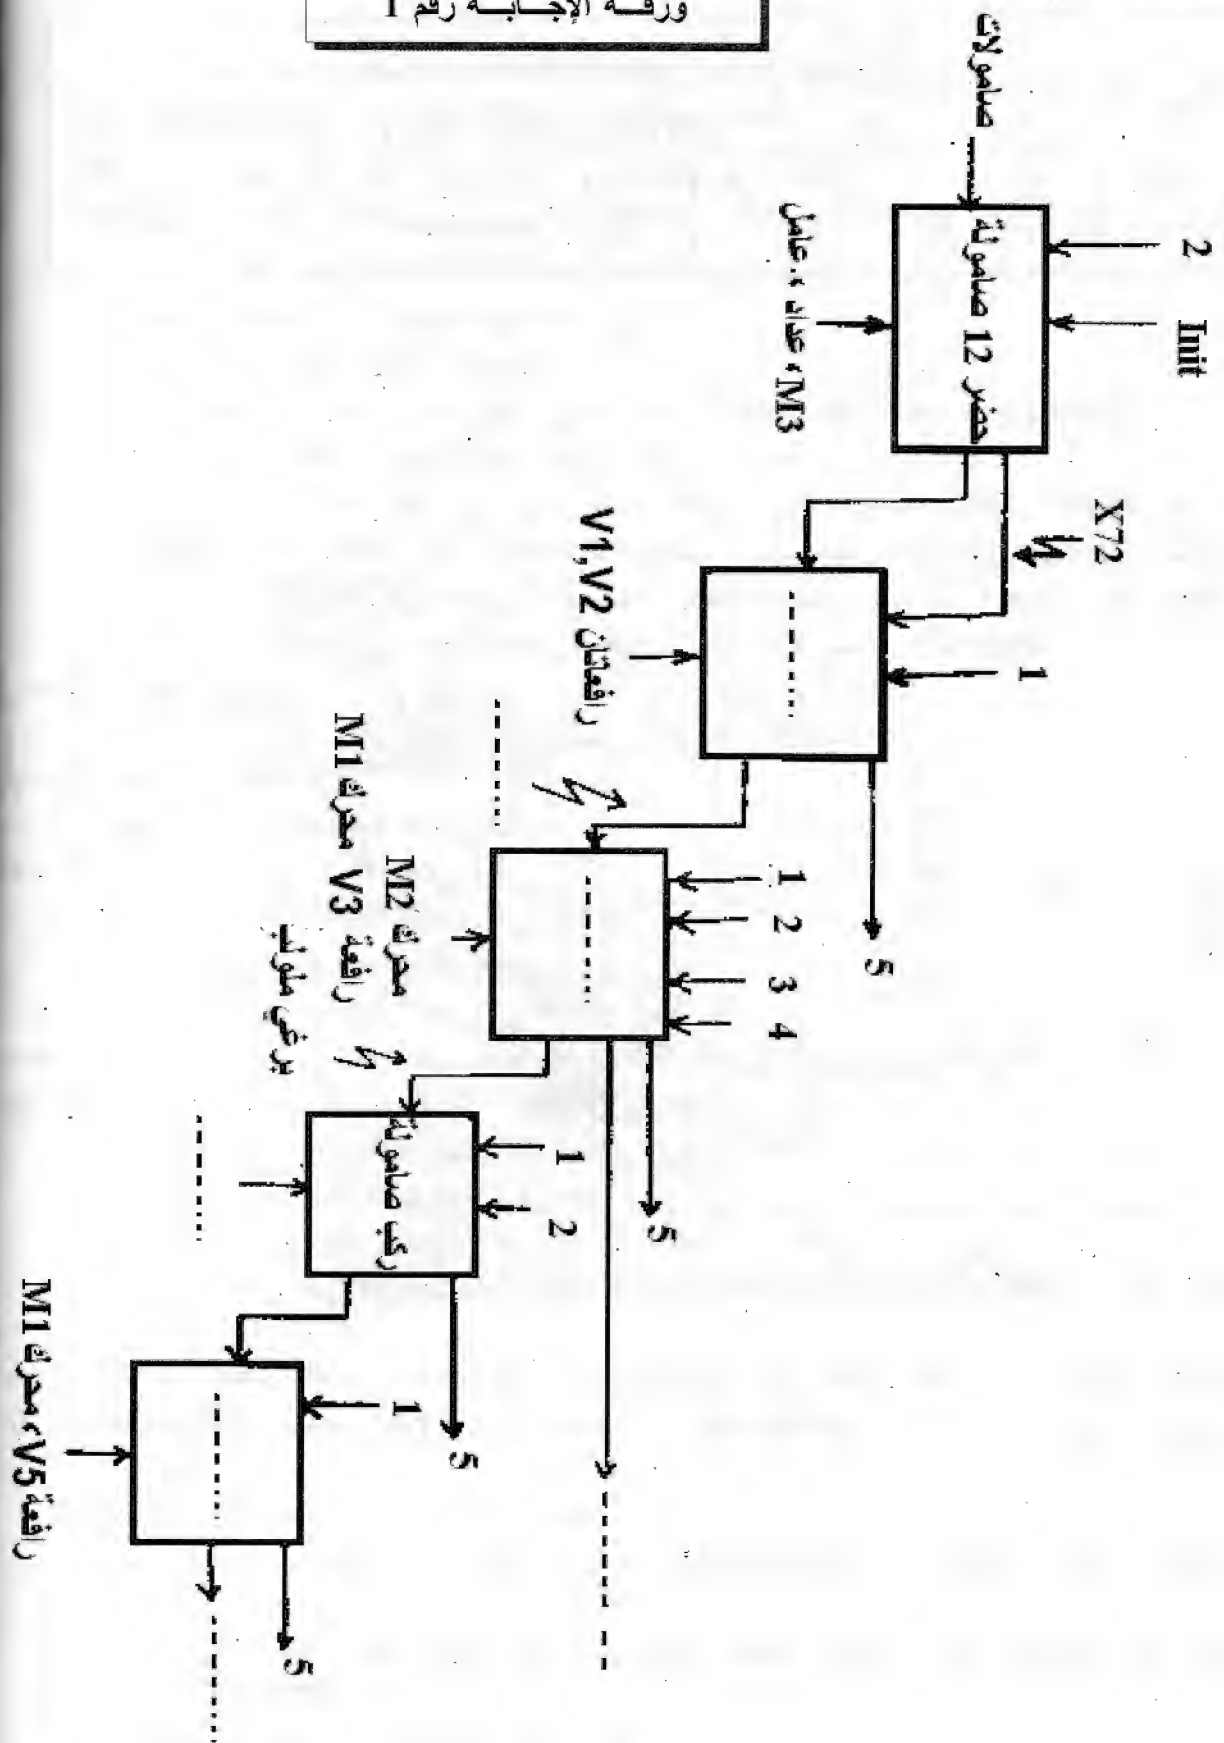 ورقـة الإجـابـة رقم 1
صامولات
2
Init
حضر 12 صامولة
M3، عداد، عامل
X72
1
V1,V2 رافعتان
5
1
2
3
4
5
محرك M2
رافعة V3 محرك M1
برغي ملولب
1
2
ركب صامولة
5
1
5
رافعة V5، محرك M1